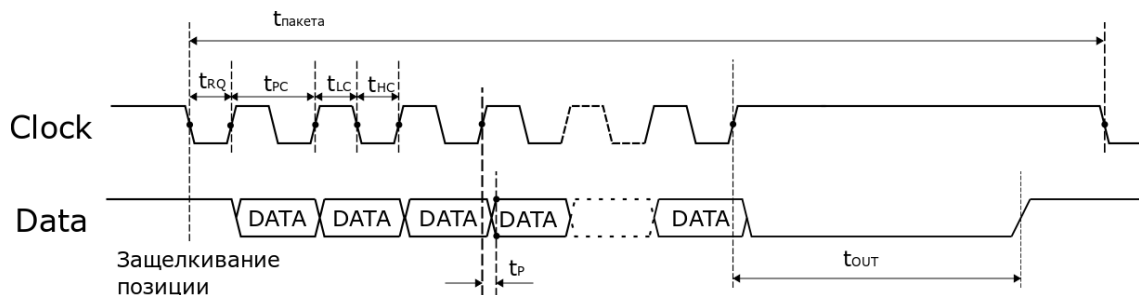 tпакета
tRQ tPC tLC tHC
Clock
Data DATA DATA DATA DATA DATA
Защелкивание
позиции
tP
tOUT